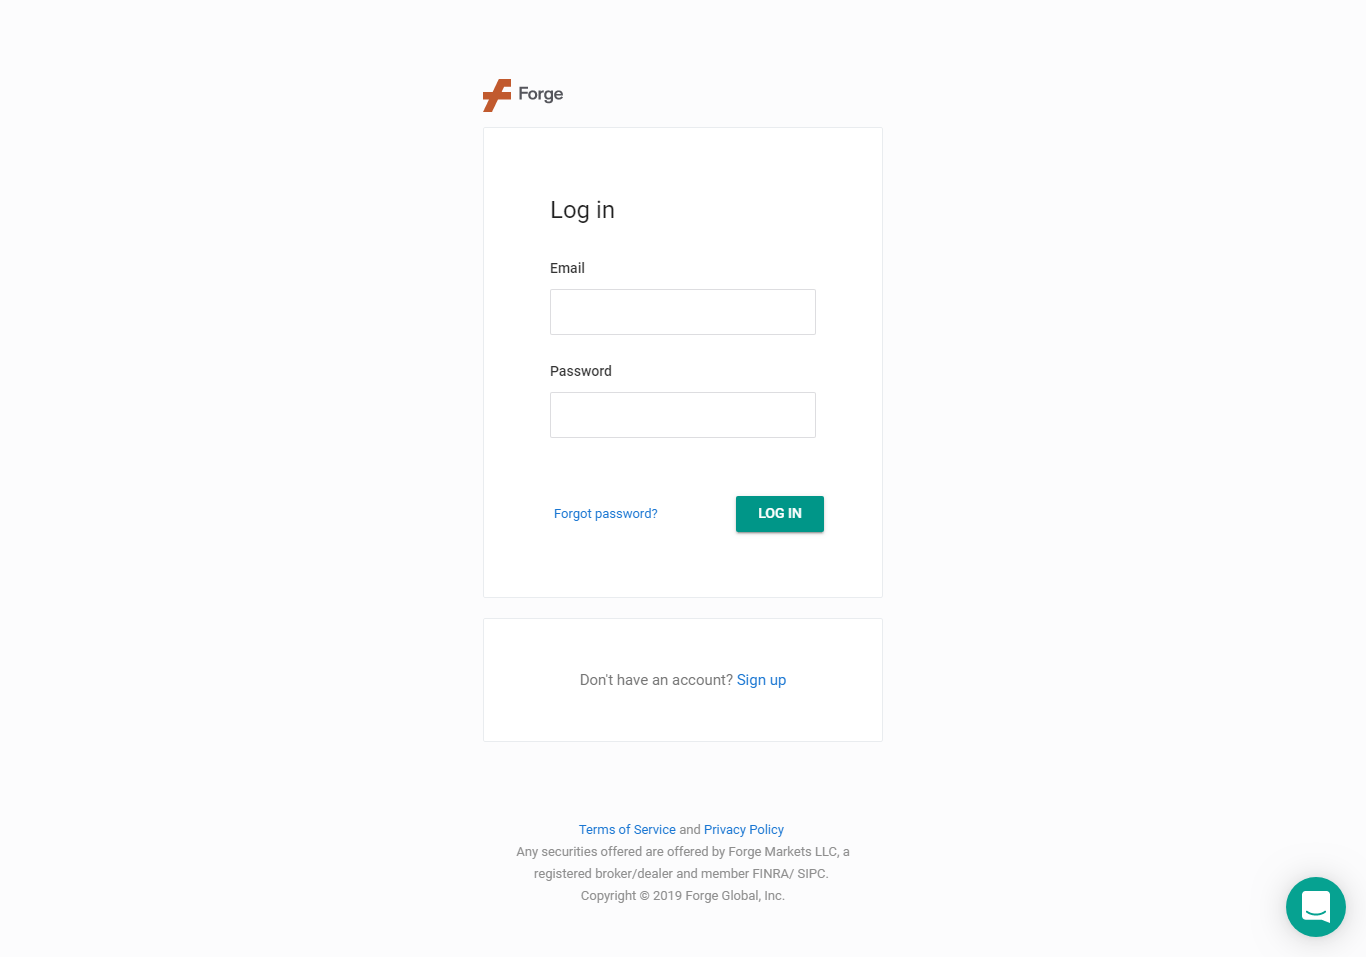 Forge
Log in
Email
Password
Forgot password?
LOG IN
Don't have an account? Sign up
Terms of Service and Privacy Policy
Any securities offered are offered by Forge Markets LLC, a
registered broker/dealer and member FINRA/ SIPC.
Copyright © 2019 Forge Global, Inc.